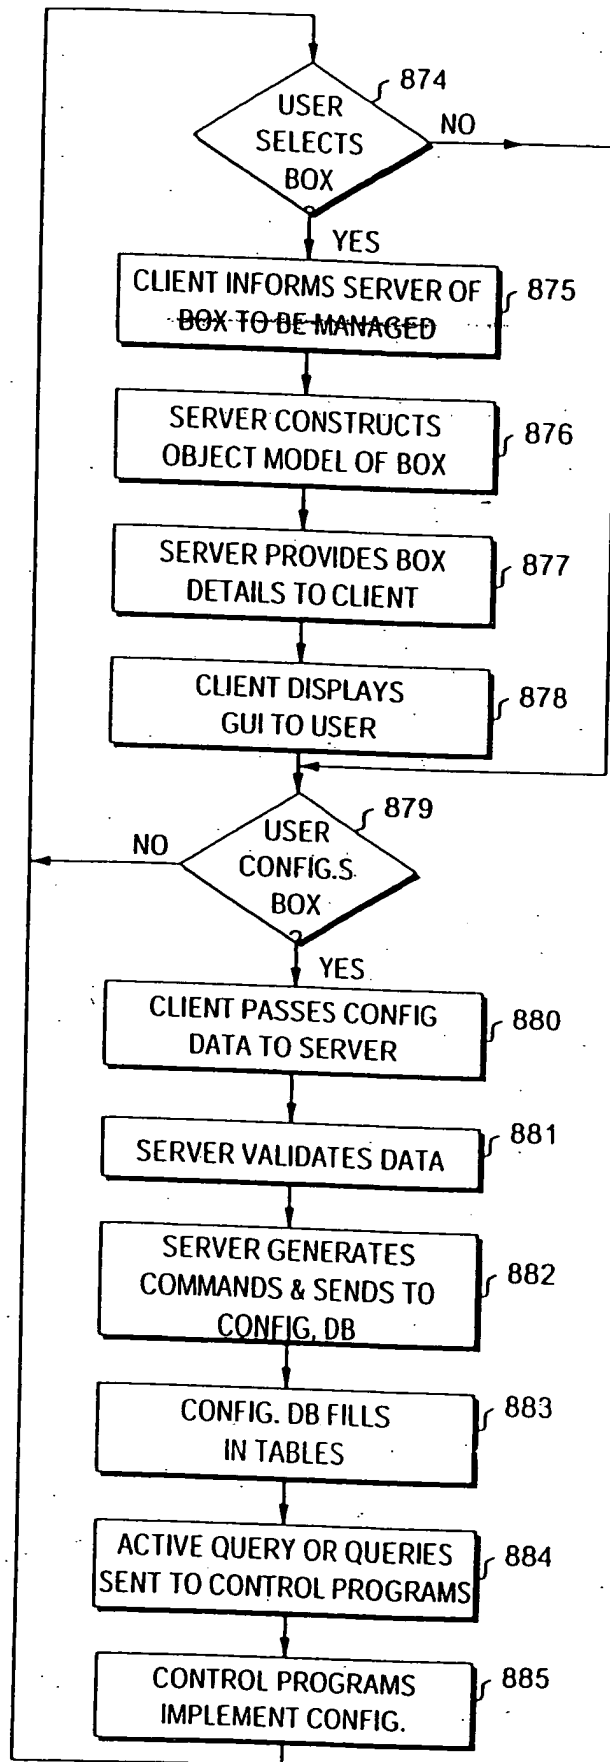 874
USER
SELECTS
BOX
?
NO
YES
CLIENT INFORMS SERVER OF
BOX TO BE MANAGED
875
SERVER CONSTRUCTS
OBJECT MODEL OF BOX
876
SERVER PROVIDES BOX
DETAILS TO CLIENT
877
CLIENT DISPLAYS
GUI TO USER
878
879
USER
CONFIG.S
BOX
?
NO
YES
CLIENT PASSES CONFIG
DATA TO SERVER
880
SERVER VALIDATES DATA
881
SERVER GENERATES
COMMANDS & SENDS TO
CONFIG, DB
882
CONFIG. DB FILLS
IN TABLES
883
ACTIVE QUERY OR QUERIES
SENT TO CONTROL PROGRAMS
884
CONTROL PROGRAMS
IMPLEMENT CONFIG.
885